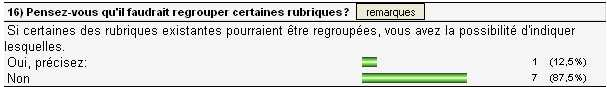 16) Pensez-vous qu'il faudrait regrouper certaines rubriques? remarques
Si certaines des rubriques existantes pourraient être regroupées, vous avez la possibilité d'indiquer
lesquelles.
Oui, précisez: 1 (12,5%)
Non 7 (87,5%)